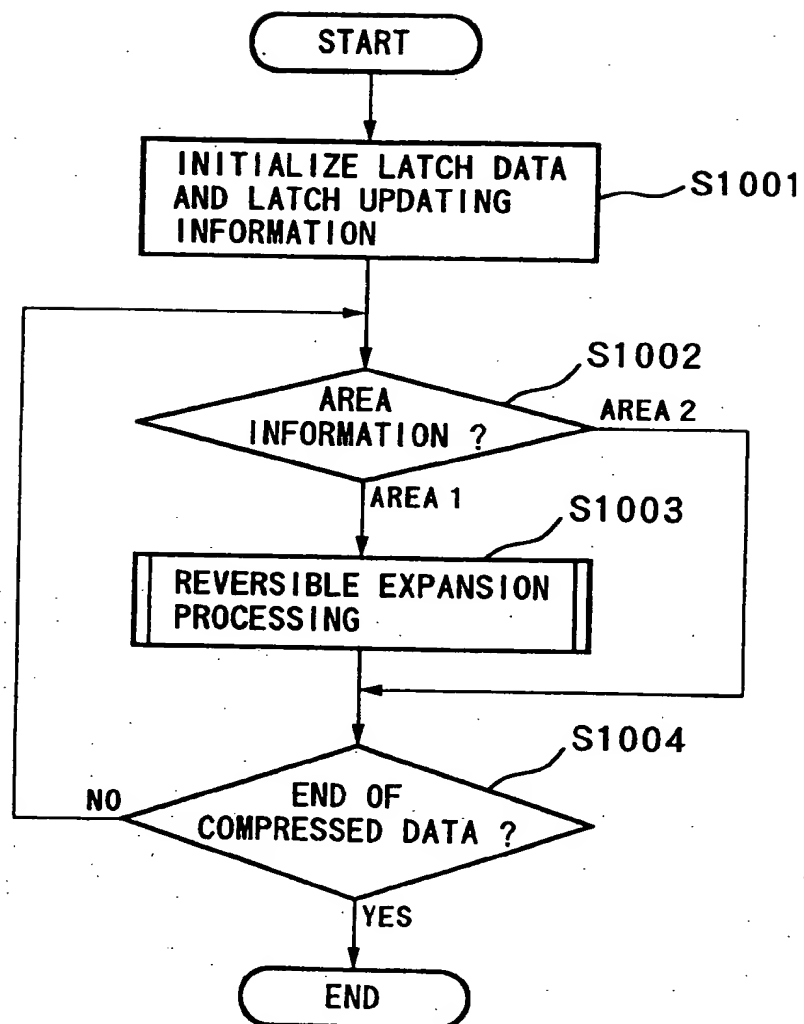 START
INITIALIZE LATCH DATA
AND LATCH UPDATING
INFORMATION
S1001
S1002
AREA
INFORMATION ?
AREA 2
AREA 1
S1003
REVERSIBLE EXPANSION
PROCESSING
S1004
END OF
COMPRESSED DATA ?
NO
YES
END